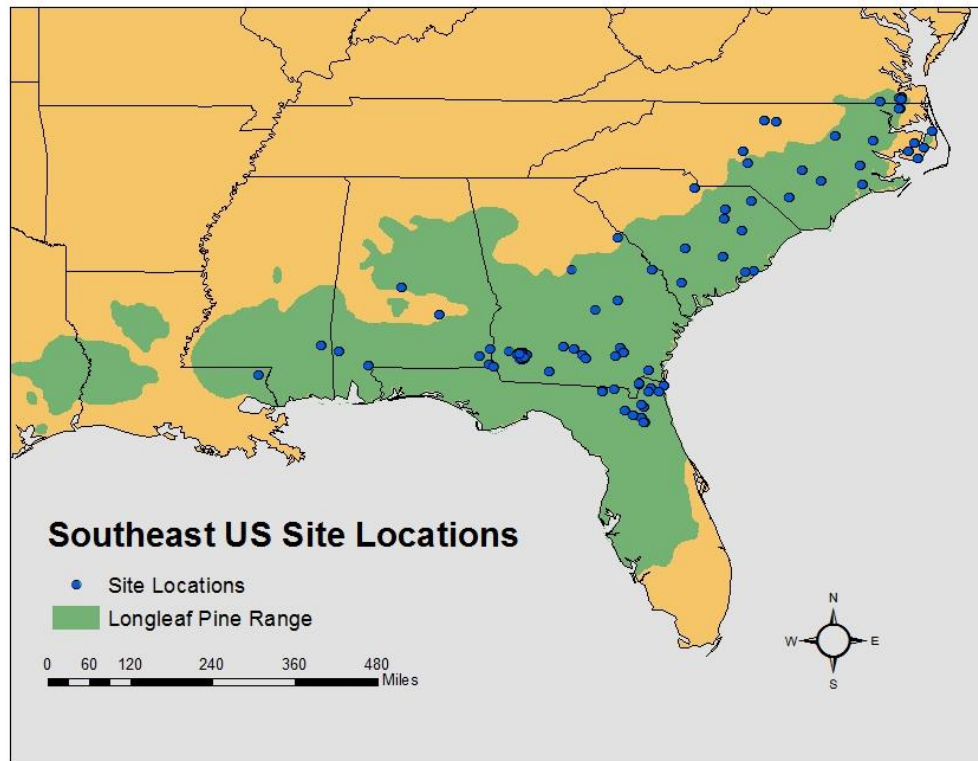 Southeast US Site Locations
Site Locations
Longleaf Pine Range
0 60 120 240 360 480
Miles
N
W E
S